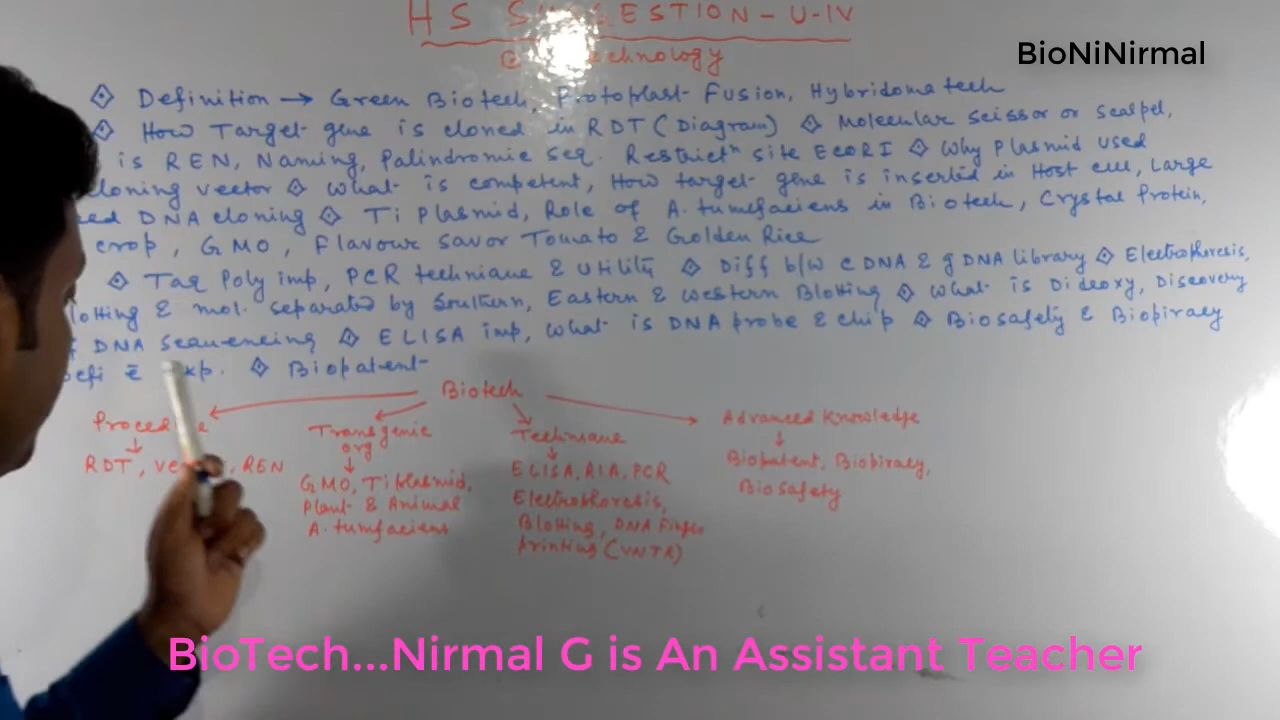 HS SUGGESTION - U-IV
BioNiNirmal
technology
Definition → Green Biotech, Protoplast Fusion, Hybridoma tech
How Target gene is cloned in RDT (Diagram) Molecular scissor or scalpel,
is REN, Naming, Palindromic seq. Restrictn site EcoRI Why Plasmid used
cloning vector What is competent, How target gene is inserted in Host cell, Large
DNA cloning Ti Plasmid, Role of A. tumfaciens in Biotech, Crystal Protein,
crop, GMO, Flavour Savor Tomato & Golden Rice
Taq Poly imp, PCR technique & Utility Diff b/w cDNA & gDNA library Electrophoresis,
Blotting & mol. separated by Southern, Eastern & Western Blotting What is Dideoxy, Discovery
of DNA sequencing ELISA imp, What is DNA probe & chip Biosafety & Biopiracy
Defi c̄ Exp. Biopatent
Biotech
Procedure
↓
RDT, REN
Transgenic
org
↓
GMO, Ti Plasmid,
Plant & Animal
A. tumfaciens
Technique
↓
ELISA, RIA, PCR
Electrophoresis,
Blotting, DNA Finger
printing (VNTR)
Advanced Knowledge
↓
Biopatent, Biopiracy,
Biosafety
BioTech...Nirmal G is An Assistant Teacher